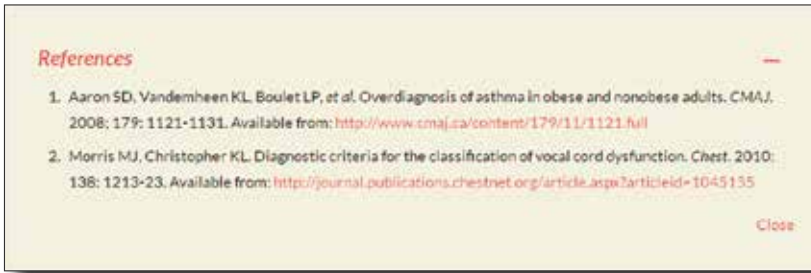 References
1. Aaron SD, Vandemheen KL, Boulet LP, et al. Overdiagnosis of asthma in obese and nonobese adults. CMAJ.
2008; 179: 1121-1131. Available from: http://www.cmaj.ca/content/179/11/1121.full
2. Morris MJ, Christopher KL. Diagnostic criteria for the classification of vocal cord dysfunction. Chest. 2010;
138: 1213-23. Available from: http://journal.publications.chestnet.org/article.aspx?articleid=1045155
Close